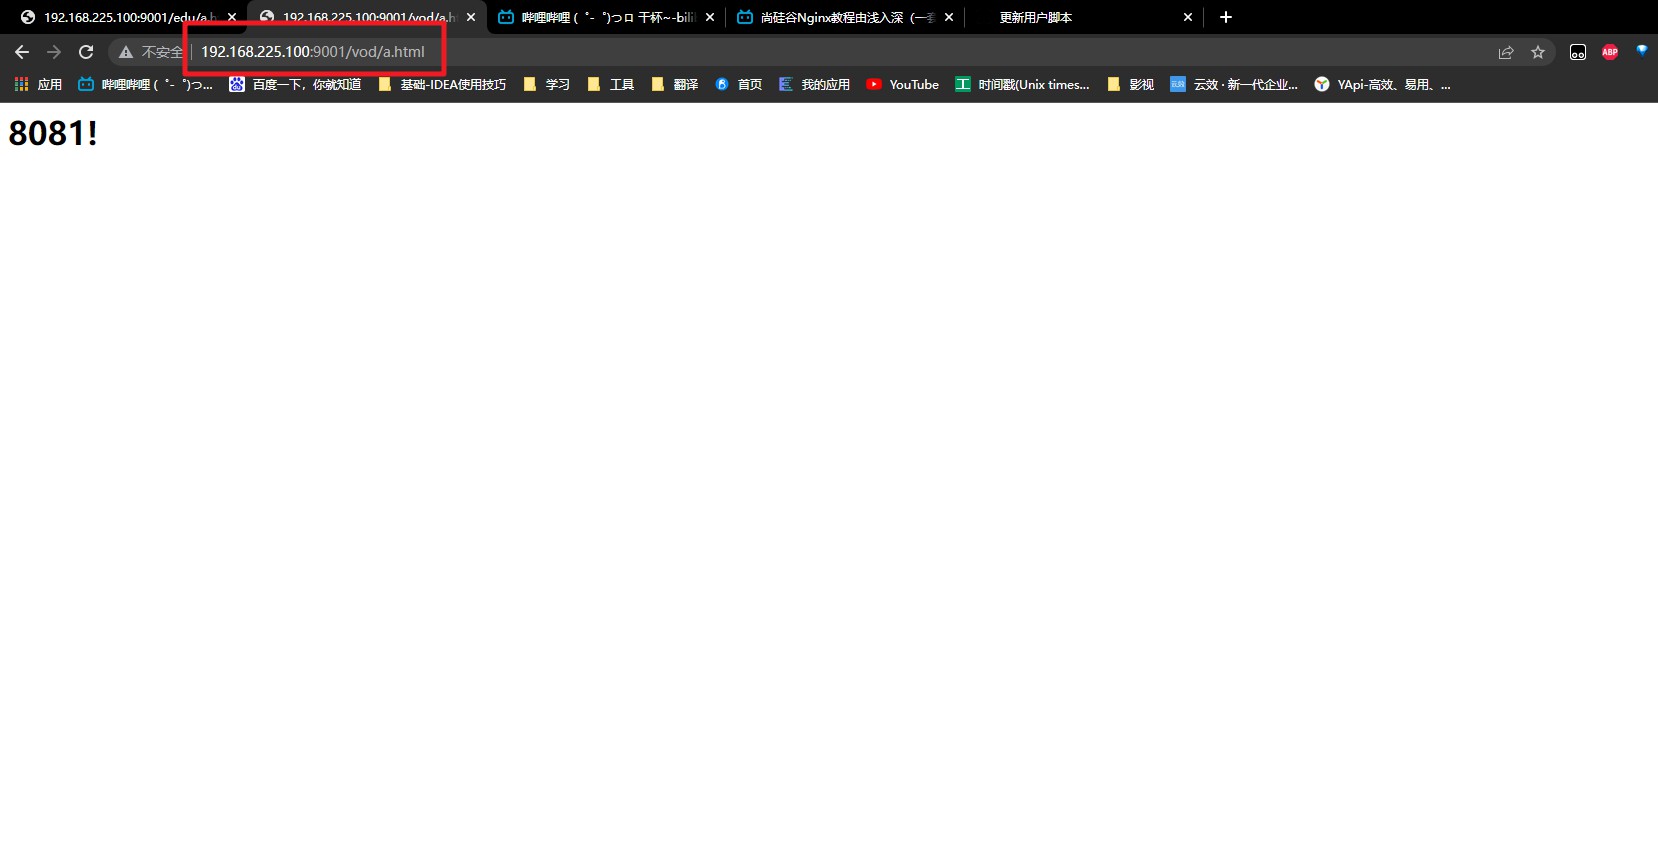 192.168.225.100:9001/edu/a.h
192.168.225.100:9001/vod/a.h
哔哩哔哩 (゜-゜)つロ 干杯~-bili
尚硅谷Nginx教程由浅入深（一套
更新用户脚本
不安全 192.168.225.100:9001/vod/a.html
ABP
应用 哔哩哔哩 (゜-゜)つ... 百度一下，你就知道 基础-IDEA使用技巧 学习 工具 翻译 首页 我的应用 YouTube 时间戳(Unix times... 影视 云效 · 新一代企业... YApi-高效、易用、...
8081!